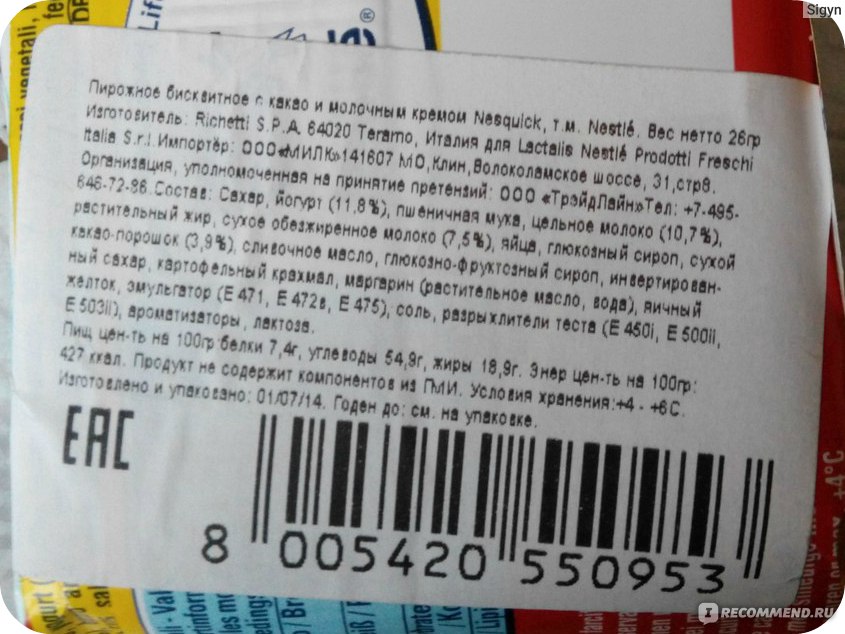 Sigyn
Life
Пирожное бисквитное с какао и молочным кремом Nesquick, т.м. Nestlé. Вес нетто 26гр
Изготовитель: Richetti S.P.A. 64020 Teramo, Италия для Lactalis Nestlé Prodotti Freschi
Italia S.r.l.Импортёр: ООО«МИЛК»141607 МО,Клин,Волоколамское шоссе, 31,стр8.
Организация, уполномоченная на принятие претензий: ООО «ТрэйдЛайн»Тел: +7-495-
646-72-86.Состав: Сахар, йогурт (11,8%), пшеничная мука, цельное молоко (10,7%),
растительный жир, сухое обезжиренное молоко (7,5%), яйца, глюкозный сироп, сухой
какао-порошок (3,9%), сливочное масло, глюкозно-фруктозный сироп, инвертирован-
ный сахар, картофельный крахмал, маргарин (растительное масло, вода), яичный
желток, эмульгатор (Е 471, Е 472в, Е 475), соль, разрыхлители теста (Е 450i, Е 500ii,
Е 503ii), ароматизаторы, лактоза.
Пищ цен-ть на 100гр:белки 7,4г, углеводы 54,9г, жиры 18,9г. Энер цен-ть на 100гр:
427 ккал. Продукт не содержит компонентов из ГМИ. Условия хранения:+4 - +6С.
Изготовлено и упаковано: 01/07/14. Годен до: см. на упаковке.
EAC
8 005420 550953
+4°C
I RECOMMEND.RU